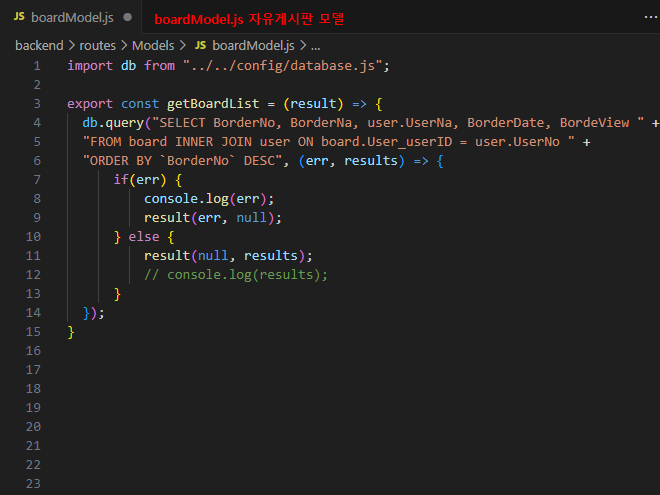 JS boardModel.js ● boardModel.js 자유게시판 모델 ...
backend > routes > Models > JS boardModel.js > ...
1 import db from "../../config/database.js";
2
3 export const getBoardList = (result) => {
4 db.query("SELECT BorderNo, BorderNa, user.UserNa, BorderDate, BordeView " +
5 "FROM board INNER JOIN user ON board.User_userID = user.UserNo " +
6 "ORDER BY `BorderNo` DESC", (err, results) => {
7 if(err) {
8 console.log(err);
9 result(err, null);
10 } else {
11 result(null, results);
12 // console.log(results);
13 }
14 });
15 }
16
17
18
19
20
21
22
23